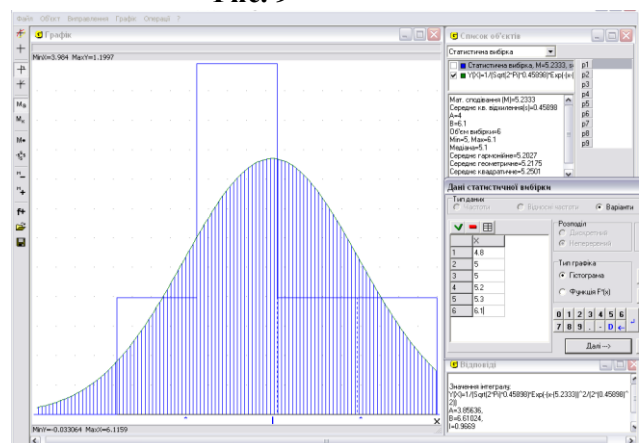 Рис. 9
Файл Об'єкт Вигравлення Графік Операції ?
Графік
MinX=3.984 MaxY=1.1997
MinY=-0.033064 MaxX=6.1159
Список об'єктів
Статистична вибірка
Статистична вибірка, M=5.2333,
Y(X)=1/(Sqrt(2*Pi)*0.45898)*Exp(-(x-
p1
p2
p3
p4
p5
p6
p7
p8
p9
Мат. сподівання (M)=5.2333
Середнє кв. відхилення(s)=0.45898
A=4
B=6.1
Об'єм вибірки=6
Min=5, Max=6.1
Медіана=5.1
Середнє гармонійне=5.2027
Середнє геометричне=5.2175
Середнє квадратичне=5.2501
Дані статистичної вибірки
Тип даних
Частоти
Відносні частоти
Варіанти
X
1 4.8
2 5
3 5
4 5.2
5 5.3
6 6.1
Розподіл
Дискретний
Неперервний
Тип графіка
Гістограма
Функція F*(x)
0 1 2 3 4 5 6
7 8 9 . - D
Далі -->
Відповіді
Значення інтегралу,
Y(X)=1/(Sqrt(2*Pi)*0.45898)*Exp(-(x-(5.2333))^2/(2*(0.45898)^
2))
A=3.85636,
B=6.61024,
I=0.9669